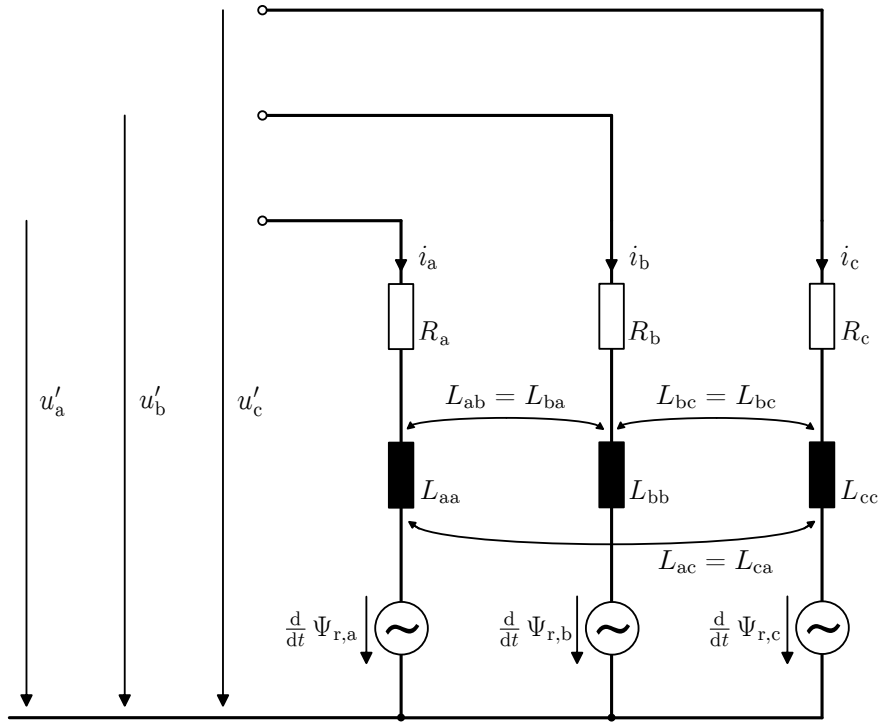 i_a i_b i_c
R_a R_b R_c
u′_a u′_b u′_c L_ab = L_ba L_bc = L_bc
L_aa L_bb L_cc
L_ac = L_ca
d/dt Ψ_r,a d/dt Ψ_r,b d/dt Ψ_r,c